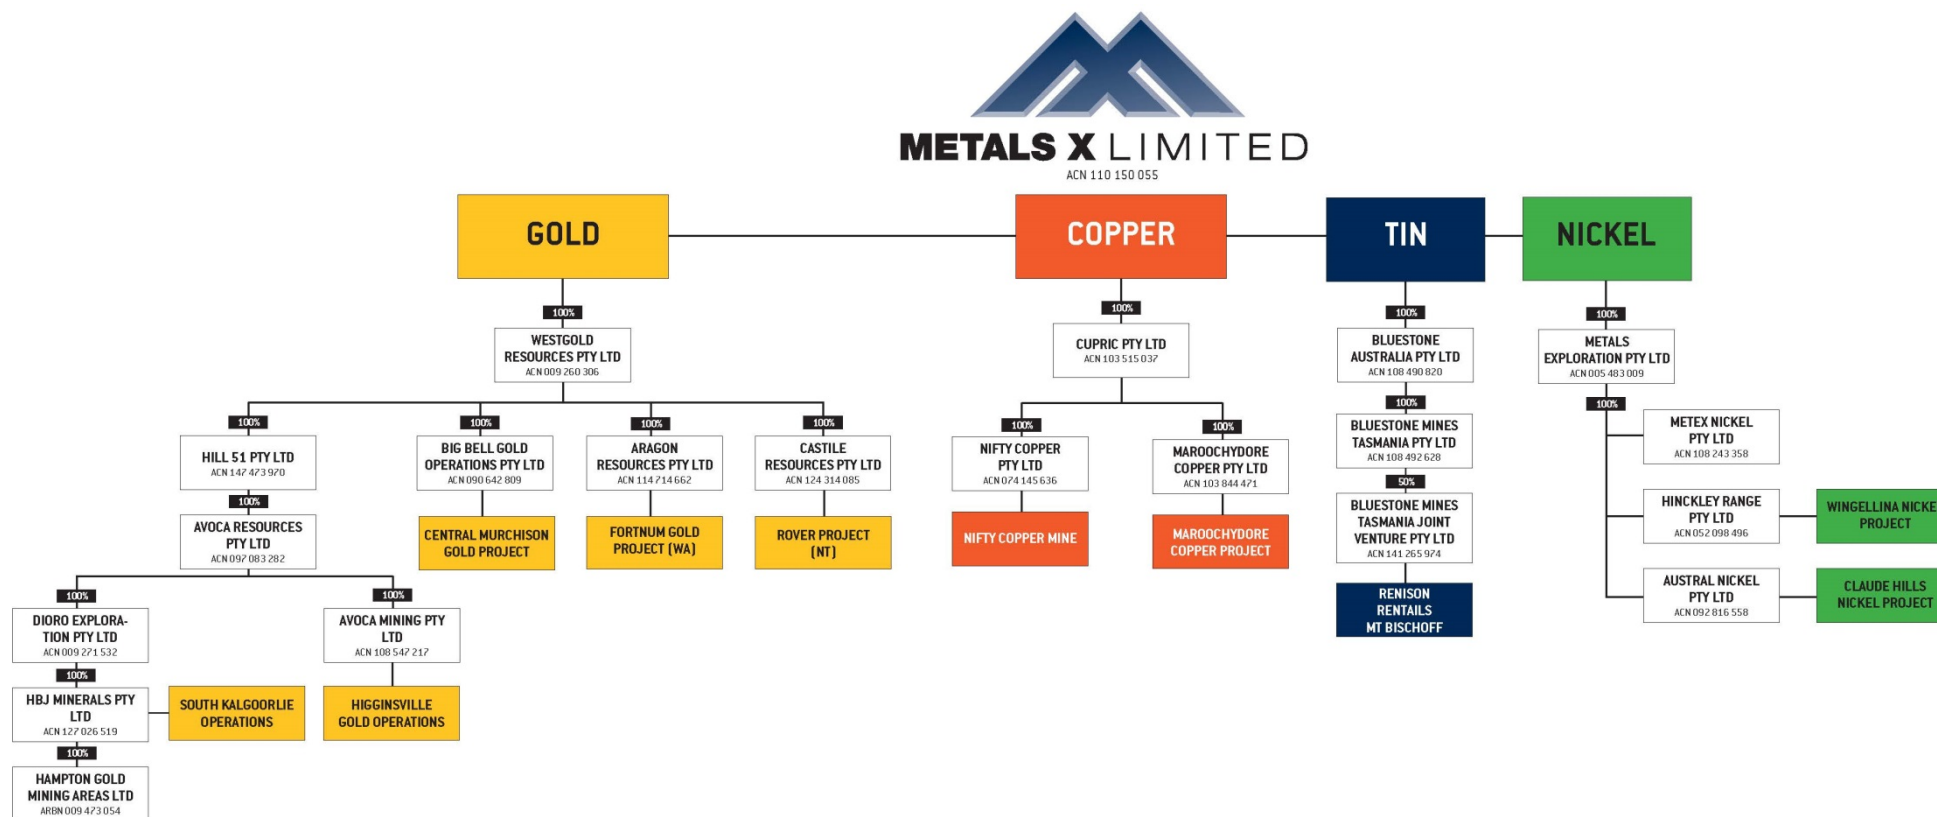 METALS X LIMITED
ACN 110 150 055
GOLD
COPPER
TIN
NICKEL
100%
WESTGOLD
RESOURCES PTY LTD
ACN 009 260 306
100%
HILL 51 PTY LTD
ACN 147 473 970
100%
AVOCA RESOURCES
PTY LTD
ACN 097 083 282
100%
DIORO EXPLORA-
TION PTY LTD
ACN 009 271 532
100%
HBJ MINERALS PTY
LTD
ACN 127 026 519
SOUTH KALGOORLIE
OPERATIONS
100%
HAMPTON GOLD
MINING AREAS LTD
ARBN 009 473 054
100%
AVOCA MINING PTY
LTD
ACN 108 547 217
HIGGINSVILLE
GOLD OPERATIONS
100%
BIG BELL GOLD
OPERATIONS PTY LTD
ACN 090 642 809
CENTRAL MURCHISON
GOLD PROJECT
100%
ARAGON
RESOURCES PTY LTD
ACN 114 714 662
FORTNUM GOLD
PROJECT (WA)
100%
CASTILE
RESOURCES PTY LTD
ACN 124 314 085
ROVER PROJECT
(NT)
100%
CUPRIC PTY LTD
ACN 103 515 037
100%
NIFTY COPPER
PTY LTD
ACN 074 145 636
NIFTY COPPER MINE
100%
MAROOCHYDORE
COPPER PTY LTD
ACN 103 844 471
MAROOCHYDORE
COPPER PROJECT
100%
BLUESTONE
AUSTRALIA PTY LTD
ACN 108 490 820
100%
BLUESTONE MINES
TASMANIA PTY LTD
ACN 108 492 628
50%
BLUESTONE MINES
TASMANIA JOINT
VENTURE PTY LTD
ACN 141 265 974
RENISON
RENTAILS
MT BISCHOFF
100%
METALS
EXPLORATION PTY LTD
ACN 005 483 009
100%
METEX NICKEL
PTY LTD
ACN 108 243 358
HINCKLEY RANGE
PTY LTD
ACN 052 098 496
WINGELLINA NICKEL
PROJECT
AUSTRAL NICKEL
PTY LTD
ACN 092 816 558
CLAUDE HILLS
NICKEL PROJECT